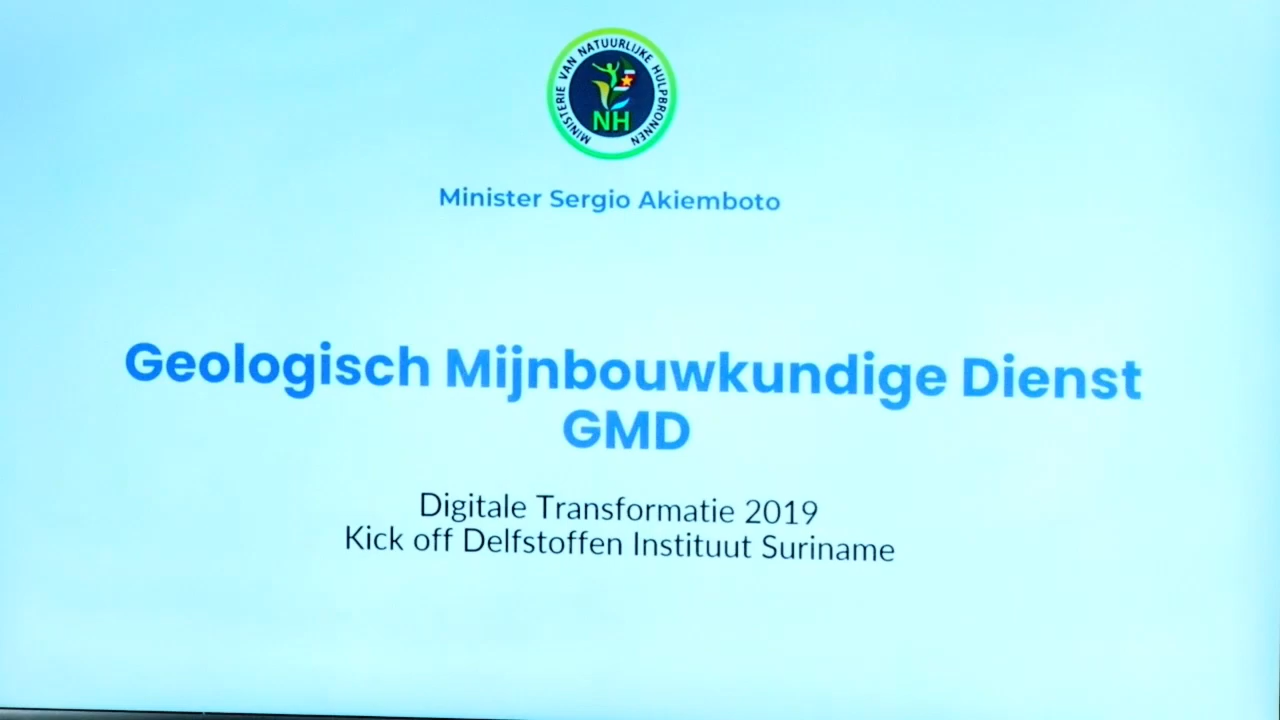 MINISTERIE VAN NATUURLIJKE HULPBRONNEN
NH
Minister Sergio Akiemboto
Geologisch Mijnbouwkundige Dienst
GMD
Digitale Transformatie 2019
Kick off Delfstoffen Instituut Suriname